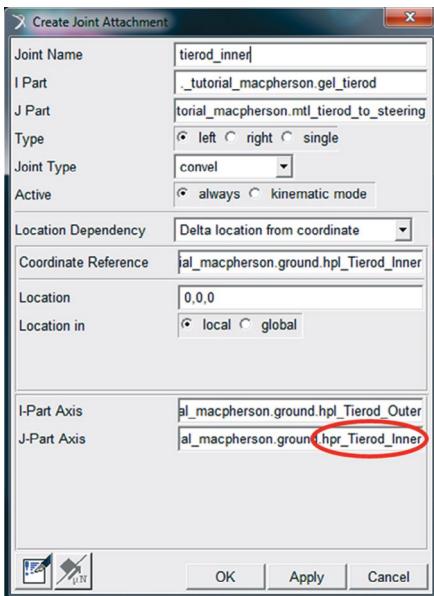 Create Joint Attachment
Joint Name tierod_inner
I Part ._tutorial_macpherson.gel_tierod
J Part torial_macpherson.mtl_tierod_to_steering
Type left right single
Joint Type convel
Active always kinematic mode
Location Dependency Delta location from coordinate
Coordinate Reference ial_macpherson.ground.hpl_Tierod_Inner
Location 0,0,0
Location in local global
I-Part Axis al_macpherson.ground.hpl_Tierod_Outer
J-Part Axis al_macpherson.ground.hpr_Tierod_Inner
μN OK Apply Cancel